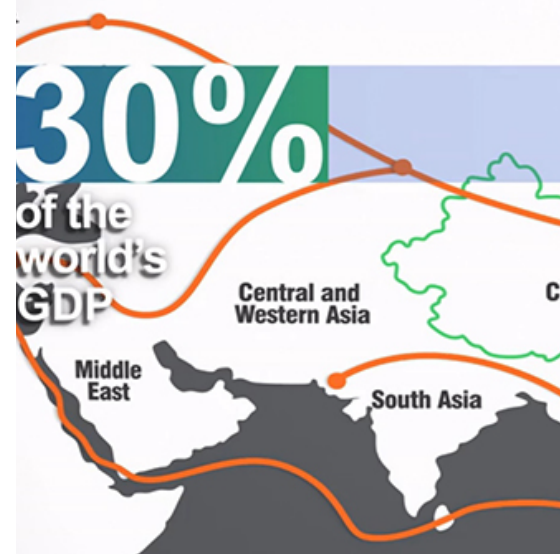 30%
of the
world's
GDP
Central and
Western Asia
C
Middle
East
South Asia